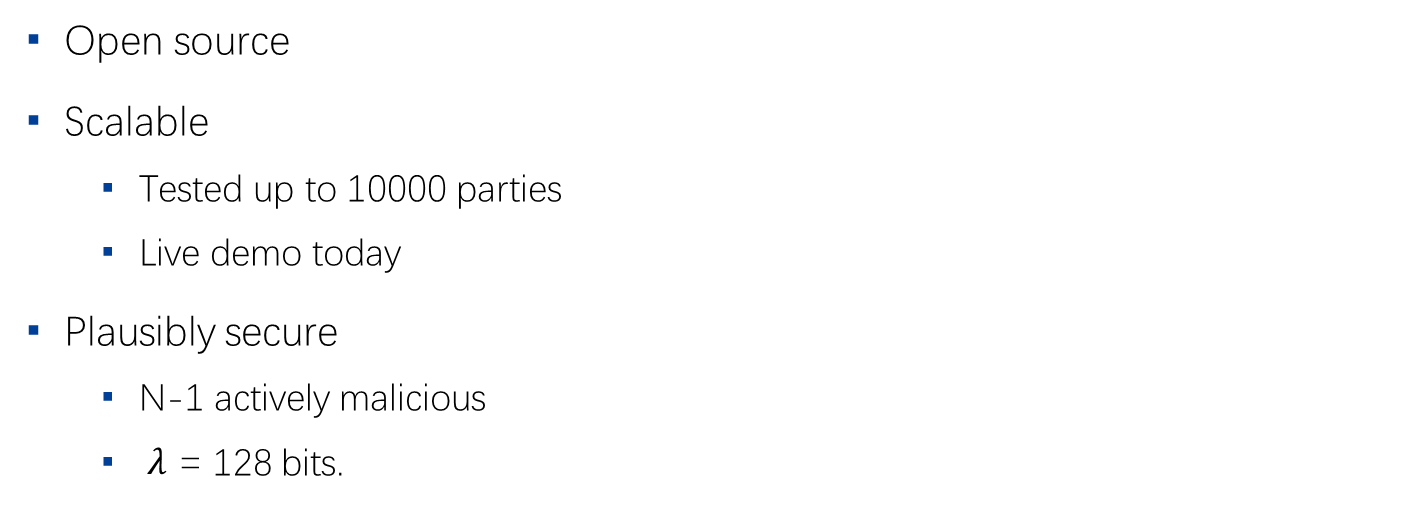 ▪ Open source
▪ Scalable
▪ Tested up to 10000 parties
▪ Live demo today
▪ Plausibly secure
▪ N-1 actively malicious
▪ λ = 128 bits.